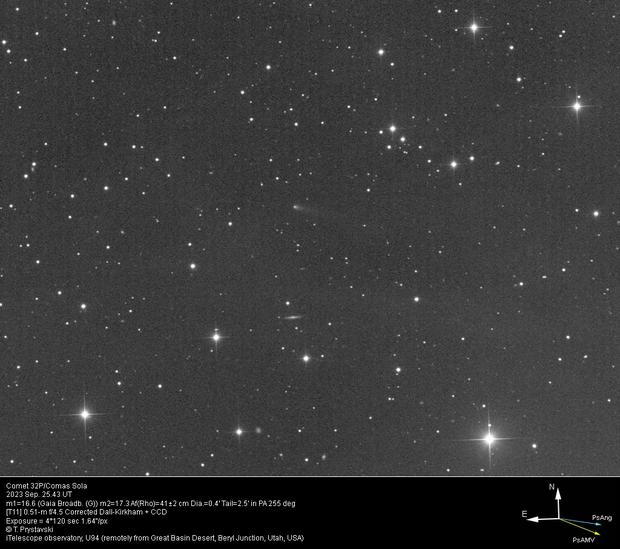 Comet 32P/Comas Sola
2023 Sep. 25.43 UT
m1=16.6 (Gaia Broadb. (G)) m2=17.3 Af(Rho)=41±2 cm Dia.=0.4' Tail=2.5' in PA 255 deg
[T11] 0.51-m f/4.5 Corrected Dall-Kirkham + CCD
Exposure = 4*120 sec 1.64"/px
© T. Prystavski
iTelescope observatory, U94 (remotely from Great Basin Desert, Beryl Junction, Utah, USA)
N
E
PsAng
PsAMV